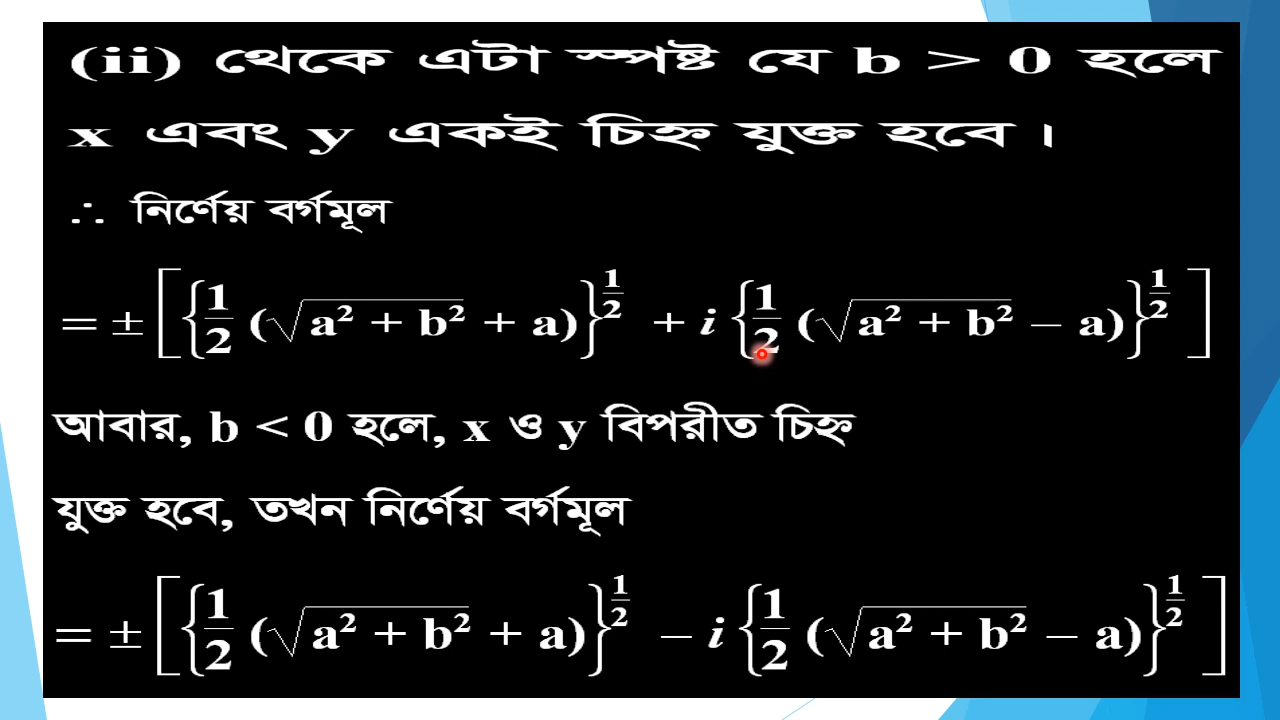 (ii) থেকে এটা স্পষ্ট যে b > 0 হলে
x এবং y একই চিহ্ন যুক্ত হবে ।
∴ নির্ণেয় বর্গমূল
= ± [{1/2 (√(a² + b²) + a)}^(1/2) + i {1/2 (√(a² + b²) − a)}^(1/2)]
আবার, b < 0 হলে, x ও y বিপরীত চিহ্ন
যুক্ত হবে, তখন নির্ণেয় বর্গমূল
= ± [{1/2 (√(a² + b²) + a)}^(1/2) − i {1/2 (√(a² + b²) − a)}^(1/2)]